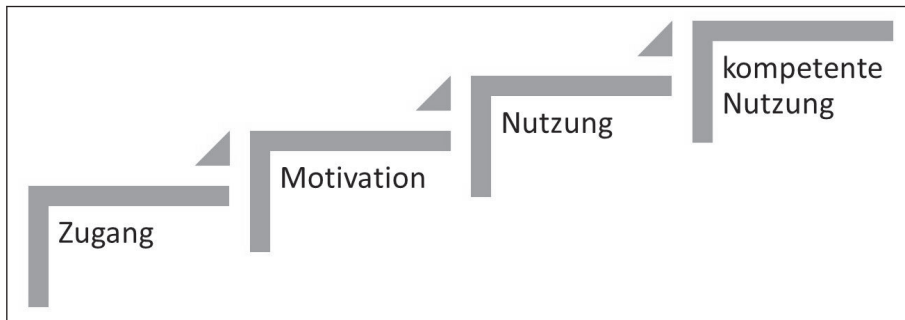 Zugang
Motivation
Nutzung
kompetente
Nutzung